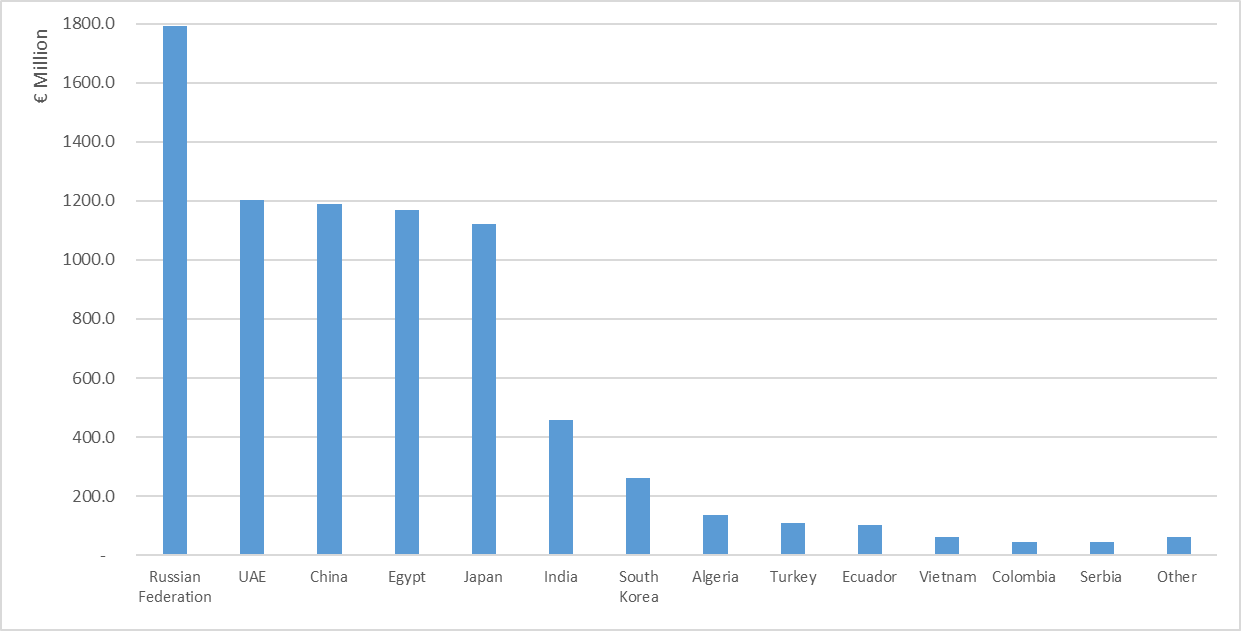 € Million
1800.0
1600.0
1400.0
1200.0
1000.0
800.0
600.0
400.0
200.0
-
Russian
Federation
UAE
China
Egypt
Japan
India
South
Korea
Algeria
Turkey
Ecuador
Vietnam
Colombia
Serbia
Other